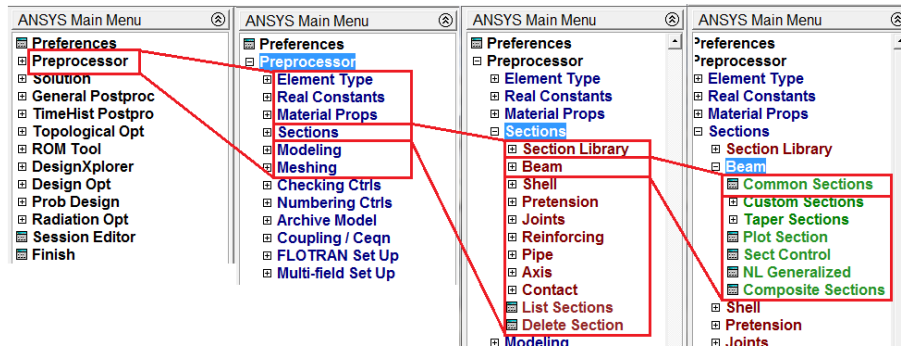 ANSYS Main Menu
Preferences
Preprocessor
Solution
General Postproc
TimeHist Postpro
Topological Opt
ROM Tool
DesignXplorer
Design Opt
Prob Design
Radiation Opt
Session Editor
Finish
ANSYS Main Menu
Preferences
Preprocessor
Element Type
Real Constants
Material Props
Sections
Modeling
Meshing
Checking Ctrls
Numbering Ctrls
Archive Model
Coupling / Ceqn
FLOTRAN Set Up
Multi-field Set Up
ANSYS Main Menu
Preferences
Preprocessor
Element Type
Real Constants
Material Props
Sections
Section Library
Beam
Shell
Pretension
Joints
Reinforcing
Pipe
Axis
Contact
List Sections
Delete Section
Modeling
ANSYS Main Menu
Preferences
Preprocessor
Element Type
Real Constants
Material Props
Sections
Section Library
Beam
Common Sections
Custom Sections
Taper Sections
Plot Section
Sect Control
NL Generalized
Composite Sections
Shell
Pretension
Joints